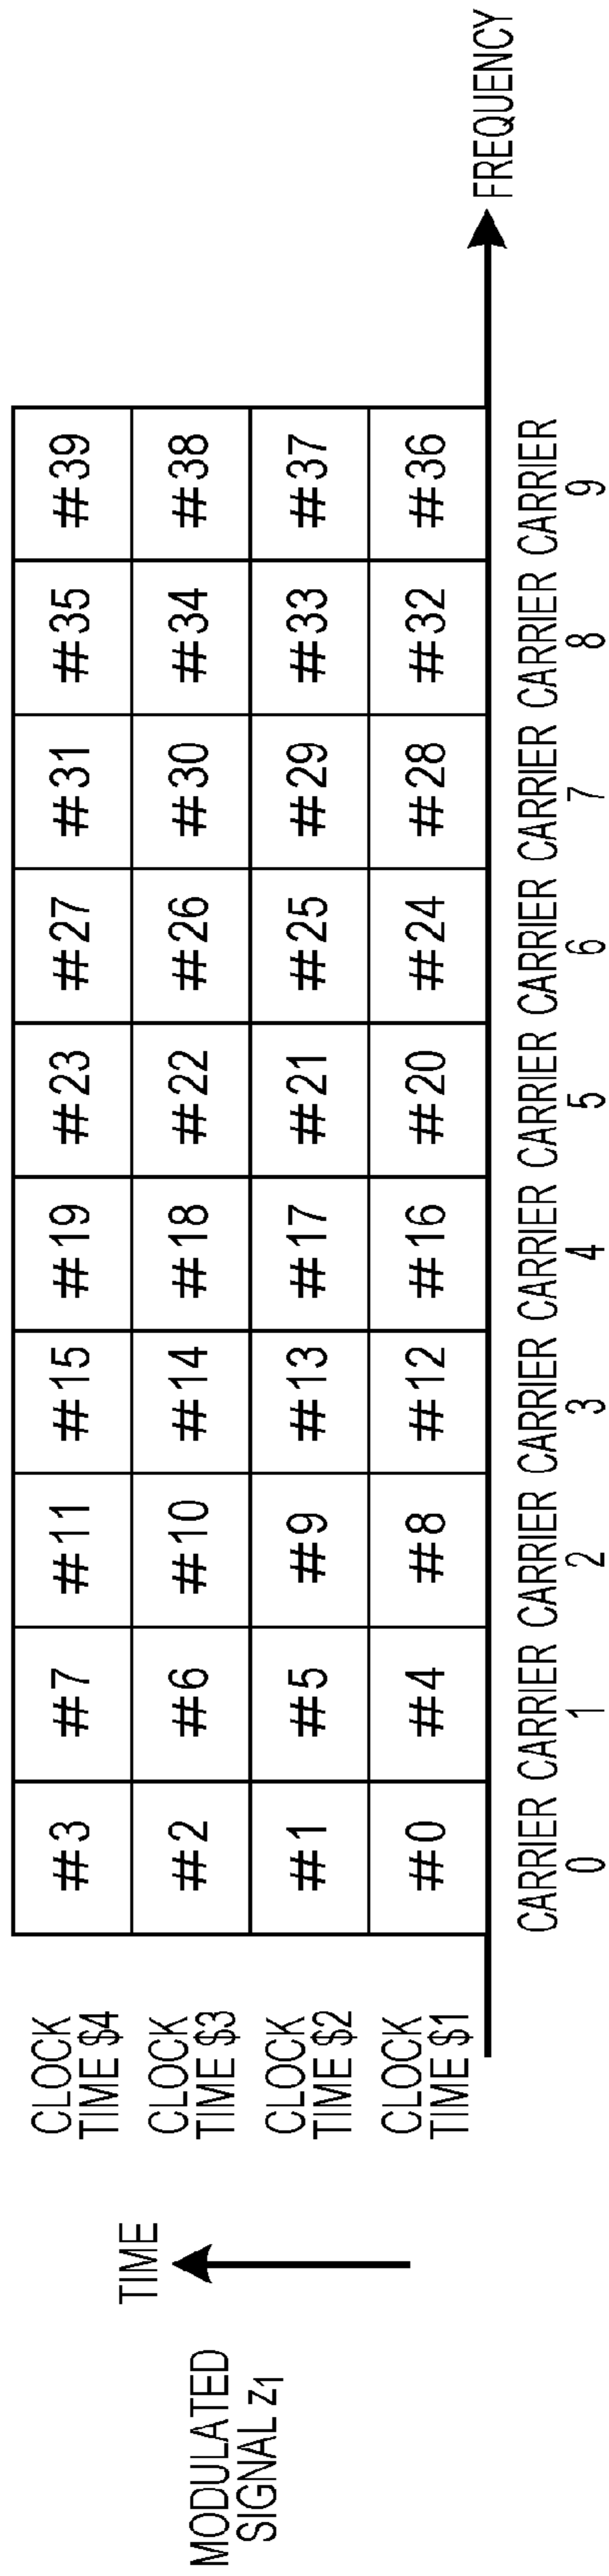 MODULATED
SIGNAL z1
TIME
CLOCK
TIME $4
#3 #7 #11 #15 #19 #23 #27 #31 #35 #39
CLOCK
TIME $3
#2 #6 #10 #14 #18 #22 #26 #30 #34 #38
CLOCK
TIME $2
#1 #5 #9 #13 #17 #21 #25 #29 #33 #37
CLOCK
TIME $1
#0 #4 #8 #12 #16 #20 #24 #28 #32 #36
FREQUENCY
CARRIER CARRIER CARRIER CARRIER CARRIER CARRIER CARRIER CARRIER CARRIER CARRIER
0 1 2 3 4 5 6 7 8 9